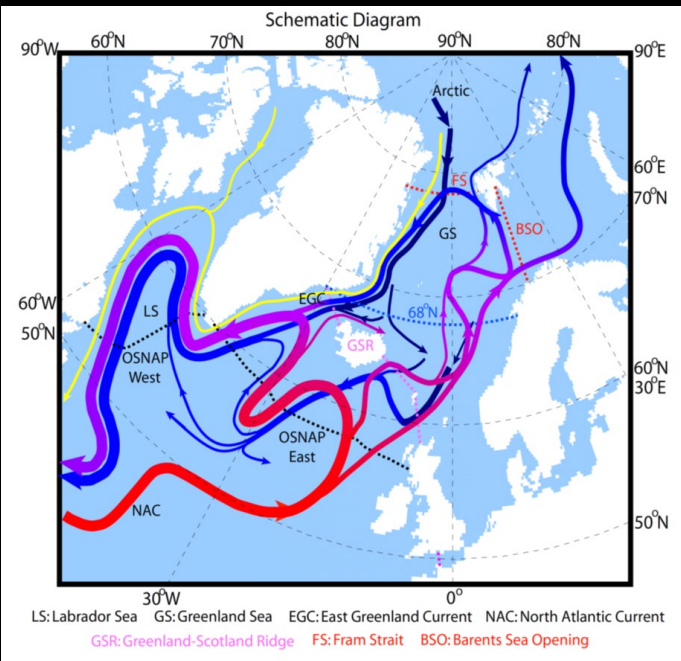 Schematic Diagram
90°W 60°N 70°N 80°N 90°N 80°N 90°E
Arctic
60°E
FS
70°N
BSO
GS
60°W
EGC
LS
68°N
50°N
GSR
OSNAP
West
60°N
30°E
OSNAP
East
NAC
50°N
30°W 0°
LS: Labrador Sea GS: Greenland Sea EGC: East Greenland Current NAC: North Atlantic Current
GSR: Greenland-Scotland Ridge FS: Fram Strait BSO: Barents Sea Opening